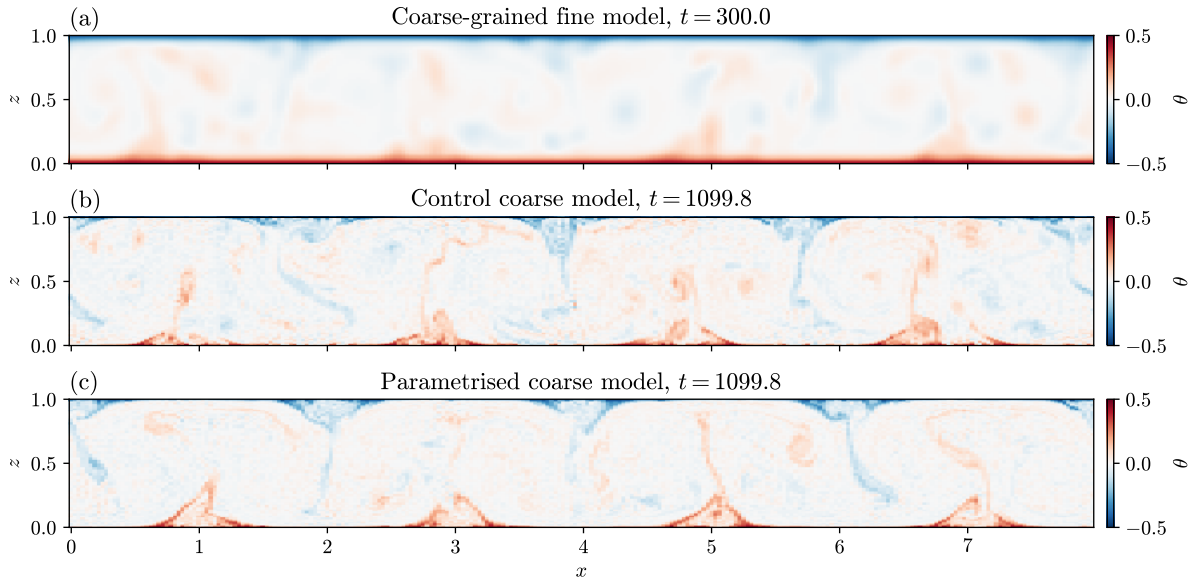 (a) Coarse-grained fine model, t = 300.0
1.0
0.5
0.0
z
0.5
0.0
−0.5
θ
(b) Control coarse model, t = 1099.8
1.0
0.5
0.0
z
0.5
0.0
−0.5
θ
(c) Parametrised coarse model, t = 1099.8
1.0
0.5
0.0
z
0.5
0.0
−0.5
θ
0 1 2 3 4 5 6 7
x